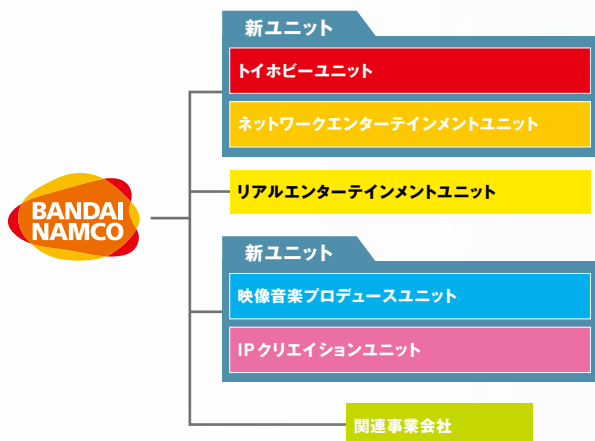 新ユニット
トイホビーユニット
ネットワークエンターテインメントユニット
リアルエンターテインメントユニット
BANDAI
NAMCO
新ユニット
映像音楽プロデュースユニット
IPクリエイションユニット
関連事業会社